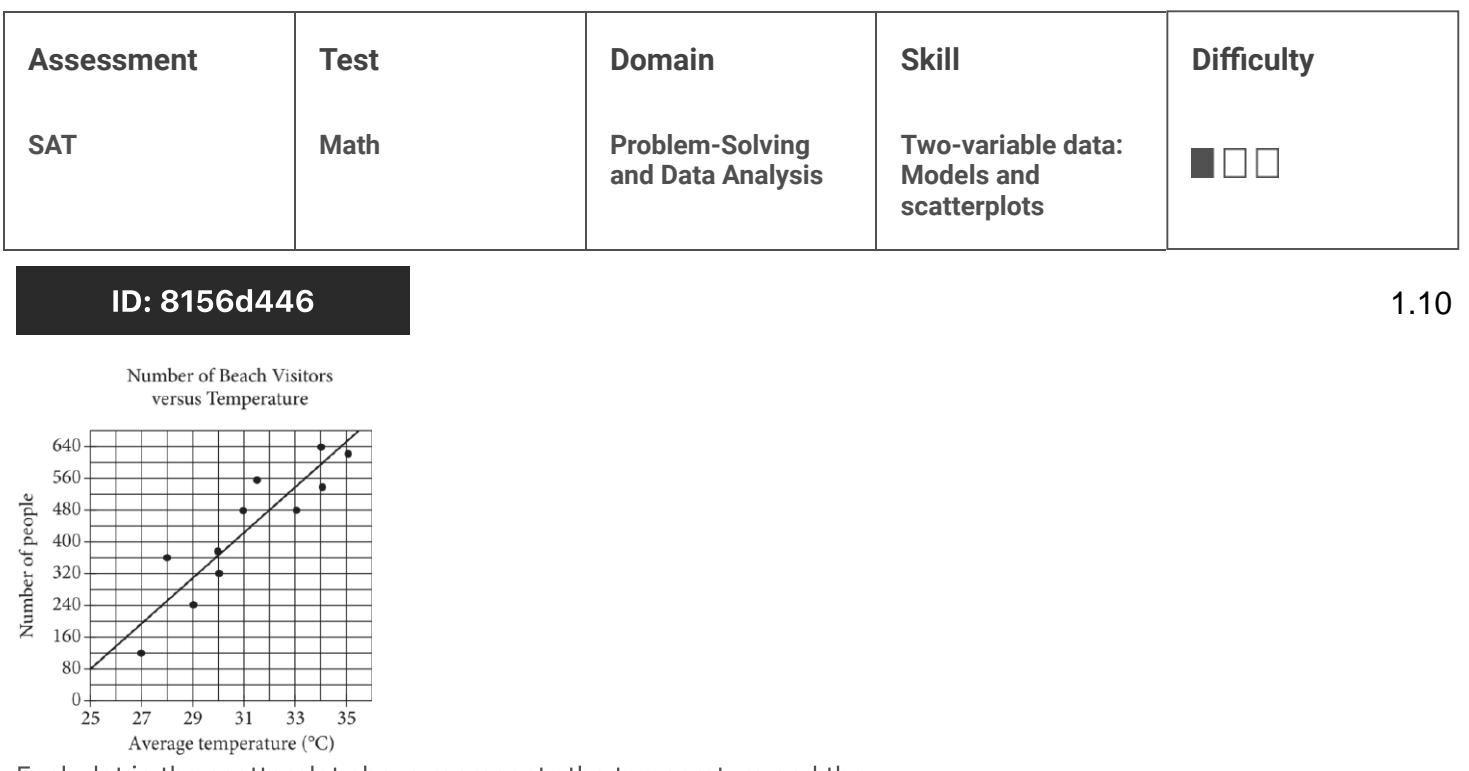 Assessment
Test
Domain
Skill
Difficulty
SAT
Math
Problem-Solving
and Data Analysis
Two-variable data:
Models and
scatterplots
ID: 8156d446
1.10
Number of Beach Visitors
versus Temperature
Number of people
640
560
480
400
320
240
160
80
0
25 27 29 31 33 35
Average temperature (°C)